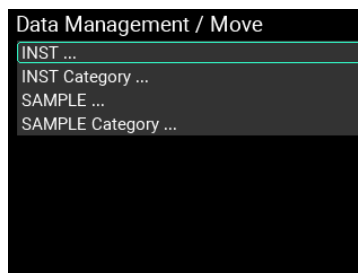 Data Management / Move
INST ...
INST Category ...
SAMPLE ...
SAMPLE Category ...